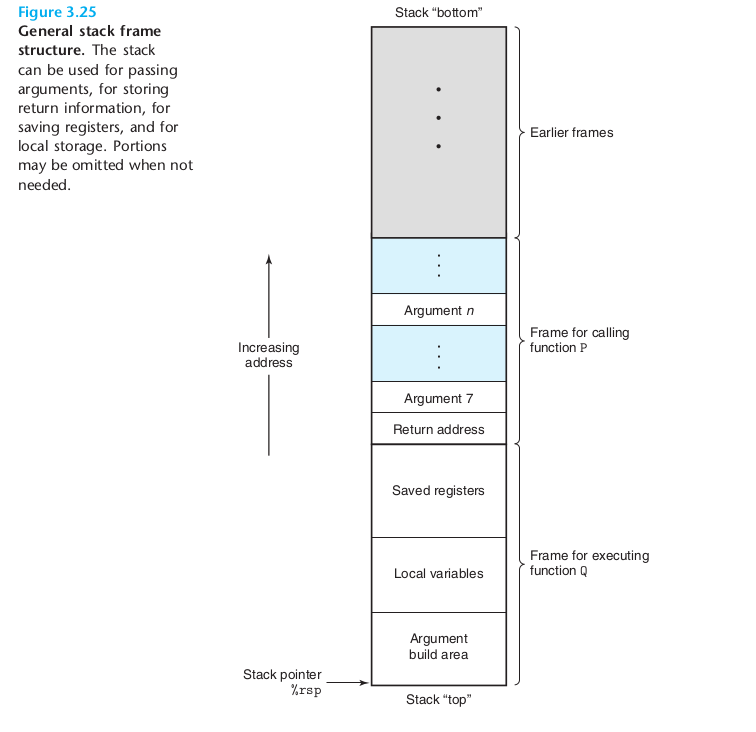 Figure 3.25
General stack frame
structure. The stack
can be used for passing
arguments, for storing
return information, for
saving registers, and for
local storage. Portions
may be omitted when not
needed.
Stack “bottom”
Earlier frames
Increasing
address
Argument n
Frame for calling
function P
Argument 7
Return address
Saved registers
Local variables
Frame for executing
function Q
Argument
build area
Stack pointer
%rsp
Stack “top”